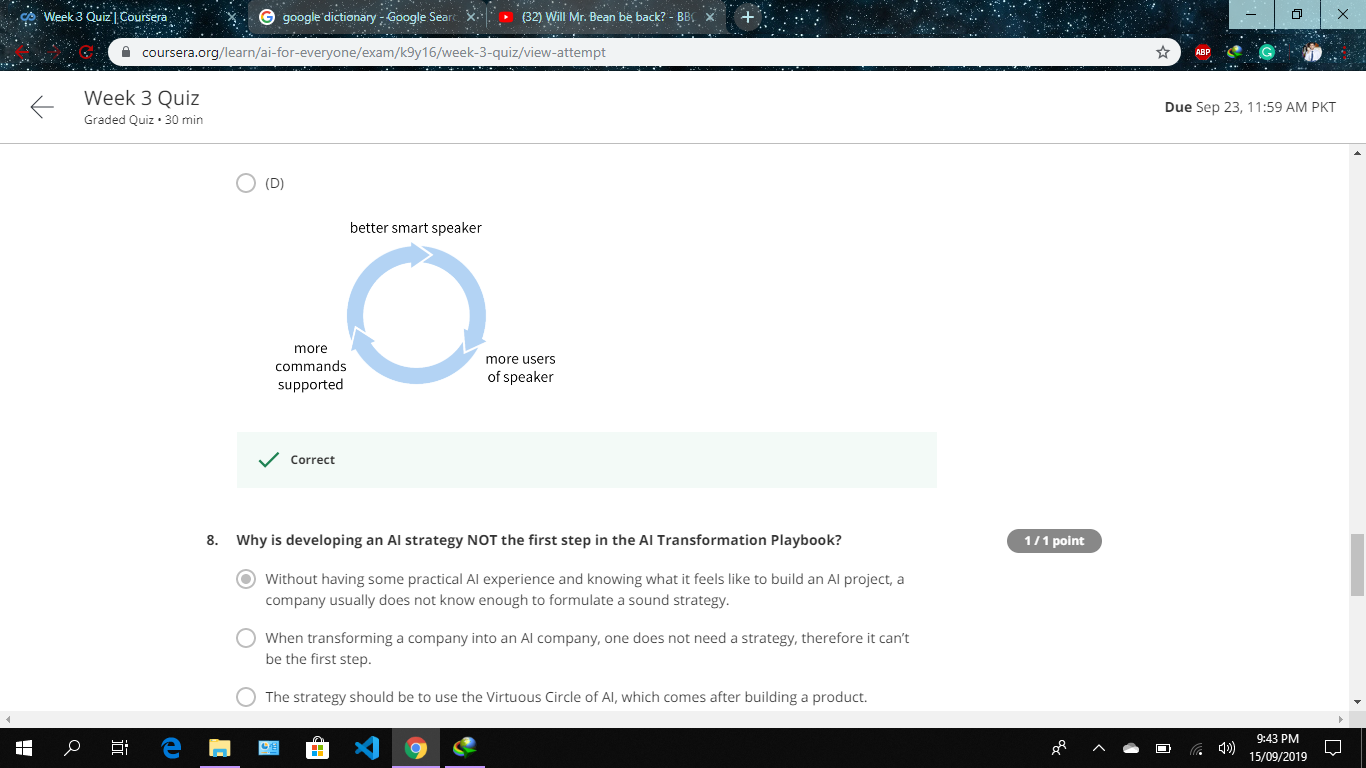 Week 3 Quiz | Coursera
google dictionary - Google Searc
(32) Will Mr. Bean be back? - BBC
coursera.org/learn/ai-for-everyone/exam/k9y16/week-3-quiz/view-attempt
ABP
Week 3 Quiz
Graded Quiz • 30 min
Due Sep 23, 11:59 AM PKT
(D)
better smart speaker
more
commands
supported
more users
of speaker
Correct
8. Why is developing an AI strategy NOT the first step in the AI Transformation Playbook?
1 / 1 point
Without having some practical AI experience and knowing what it feels like to build an AI project, a
company usually does not know enough to formulate a sound strategy.
When transforming a company into an AI company, one does not need a strategy, therefore it can't
be the first step.
The strategy should be to use the Virtuous Circle of AI, which comes after building a product.
9:43 PM
15/09/2019